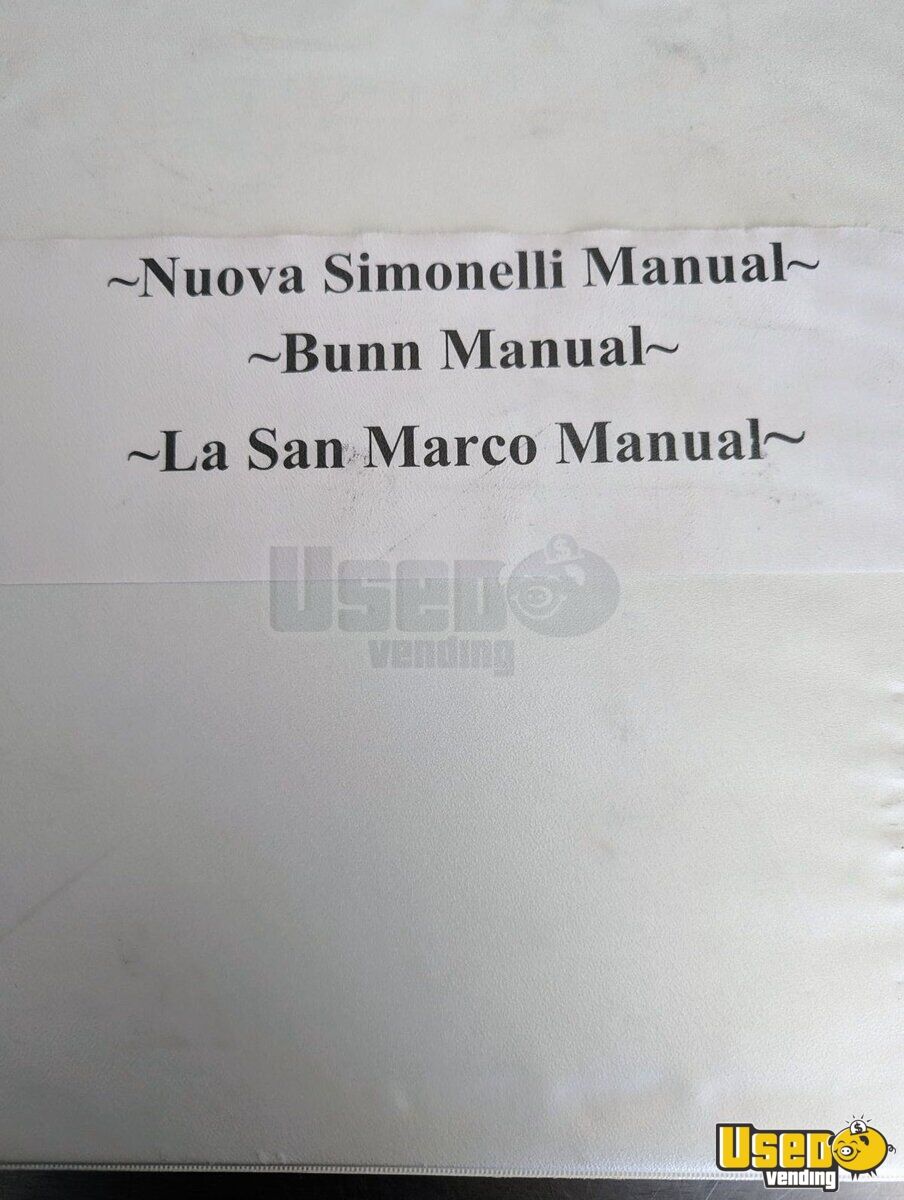 ~Nuova Simonelli Manual~
~Bunn Manual~
~La San Marco Manual~
Used
vending
Used
vending